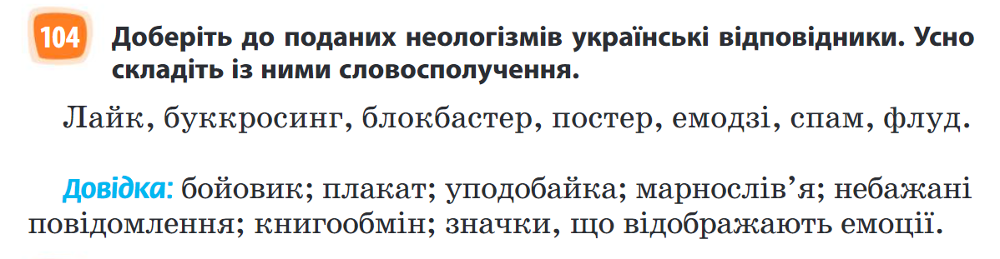 104 Доберіть до поданих неологізмів українські відповідники. Усно
складіть із ними словосполучення.
Лайк, буккросинг, блокбастер, постер, емодзі, спам, флуд.
Довідка: бойовик; плакат; уподобайка; марнослів’я; небажані
повідомлення; книгообмін; значки, що відображають емоції.